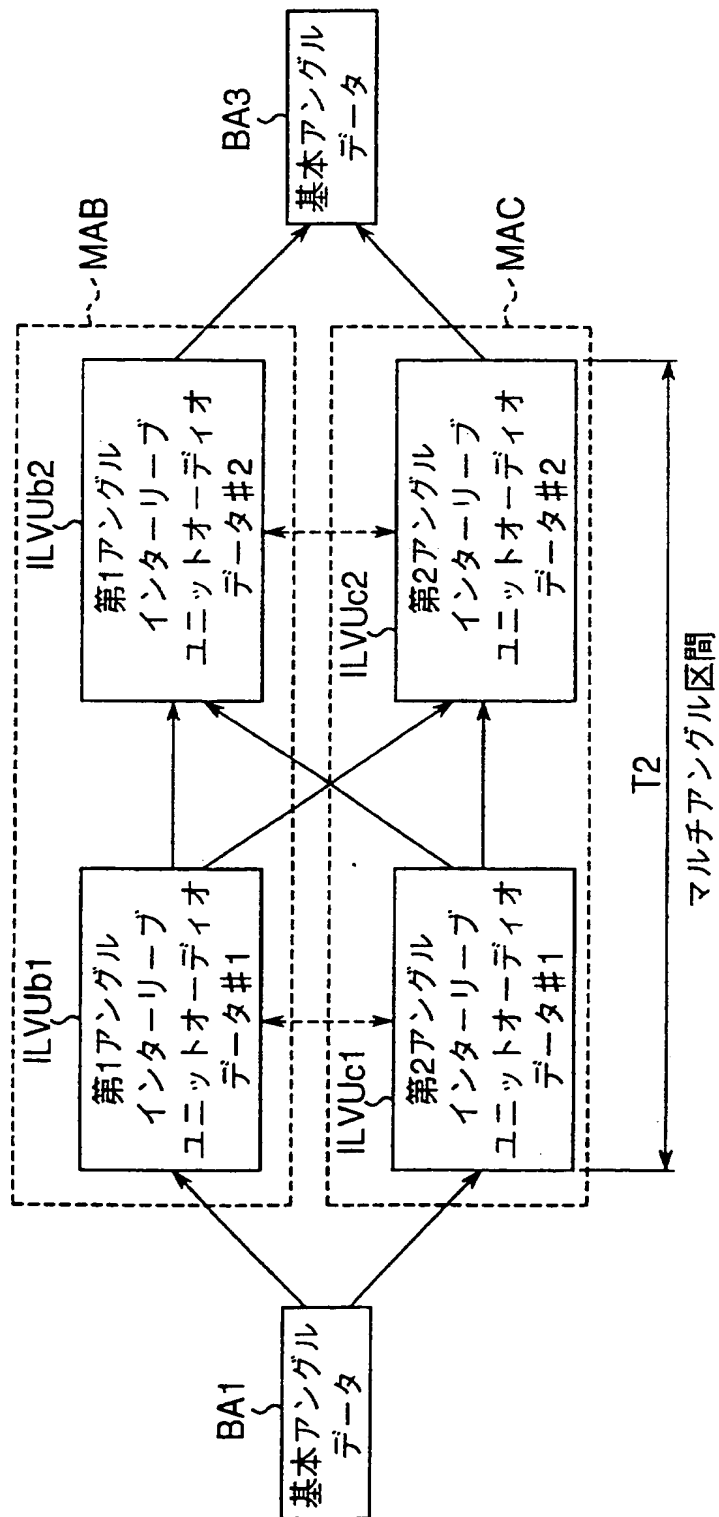 BA1
基本アングル
データ
MAB
ILVUb1
第1アングル
インターリーブ
ユニットオーディオ
データ#1
ILVUb2
第1アングル
インターリーブ
ユニットオーディオ
データ#2
MAC
ILVUc1
第2アングル
インターリーブ
ユニットオーディオ
データ#1
ILVUc2
第2アングル
インターリーブ
ユニットオーディオ
データ#2
BA3
基本アングル
データ
T2
マルチアングル区間